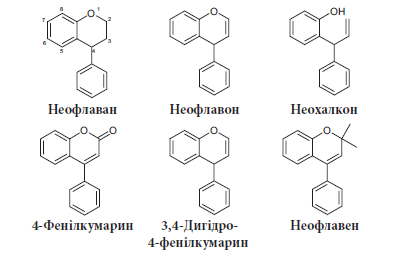 8
O
1
7
2
6
3
5
4
O
OH
Неофлаван
Неофлавон
Неохалкон
O
O
O
O
4-Фенілкумарин
3,4-Дигідро-
4-фенілкумарин
Неофлавен